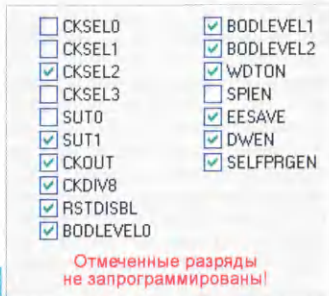 CKSEL0
CKSEL1
CKSEL2
CKSEL3
SUT0
SUT1
CKOUT
CKDIV8
RSTDISBL
BODLEVEL0
BODLEVEL1
BODLEVEL2
WDTON
SPIEN
EESAVE
DWEN
SELFPRGEN
Отмеченные разряды
не запрограммированы!